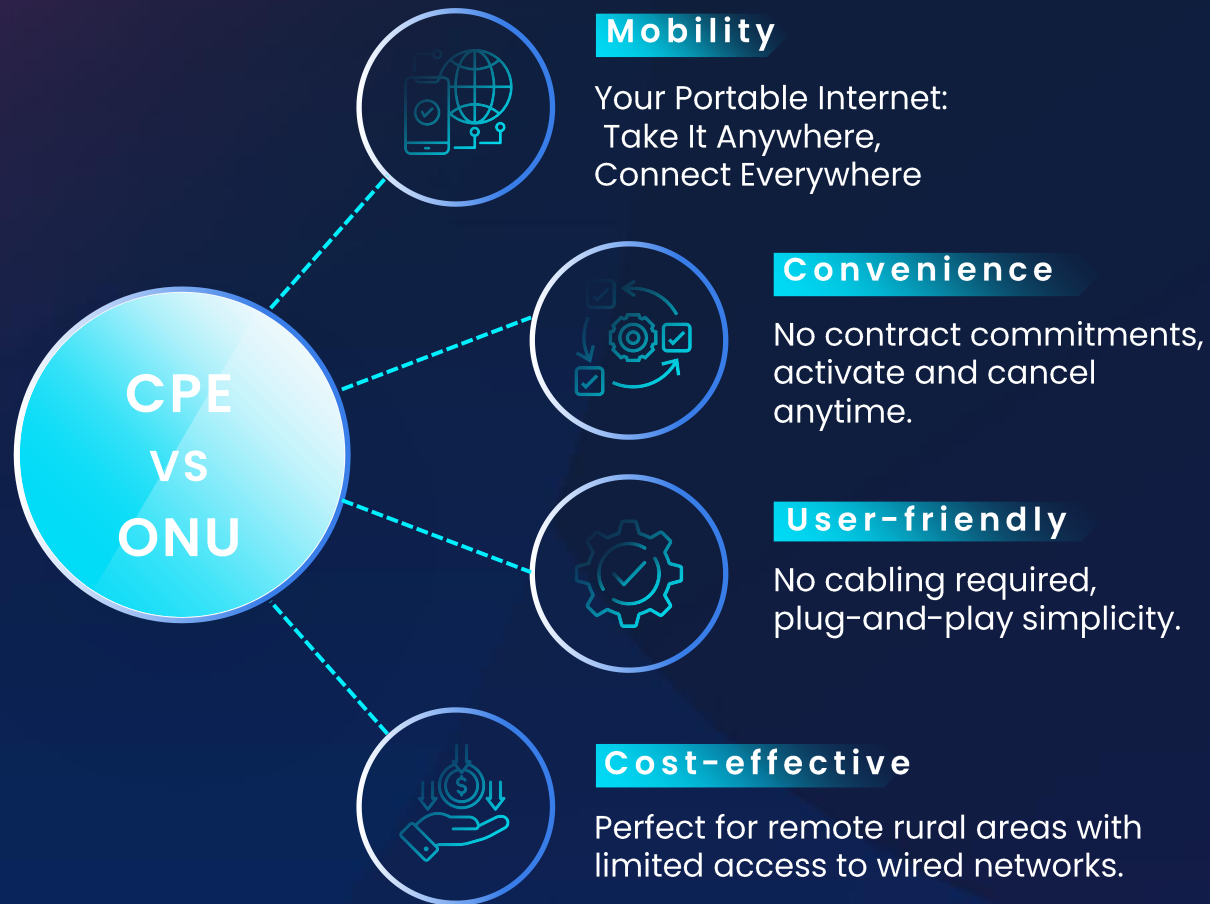 CPE
VS
ONU
Mobility
Your Portable Internet:
Take It Anywhere,
Connect Everywhere
Convenience
No contract commitments,
activate and cancel
anytime.
User-friendly
No cabling required,
plug-and-play simplicity.
$
Cost-effective
Perfect for remote rural areas with
limited access to wired networks.